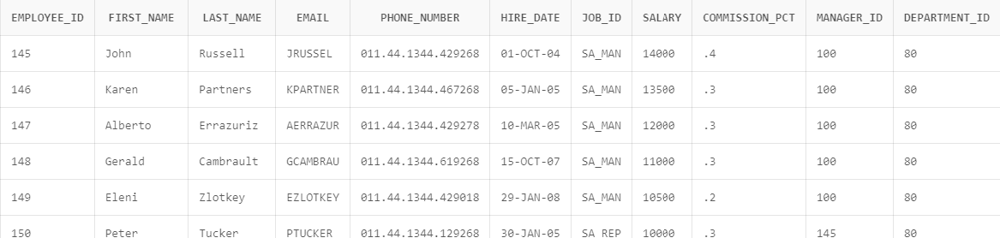 EMPLOYEE_ID FIRST_NAME LAST_NAME EMAIL PHONE_NUMBER HIRE_DATE JOB_ID SALARY COMMISSION_PCT MANAGER_ID DEPARTMENT_ID
145 John Russell JRUSSEL 011.44.1344.429268 01-OCT-04 SA_MAN 14000 .4 100 80
146 Karen Partners KPARTNER 011.44.1344.467268 05-JAN-05 SA_MAN 13500 .3 100 80
147 Alberto Errazuriz AERRAZUR 011.44.1344.429278 10-MAR-05 SA_MAN 12000 .3 100 80
148 Gerald Cambrault GCAMBRAU 011.44.1344.619268 15-OCT-07 SA_MAN 11000 .3 100 80
149 Eleni Zlotkey EZLOTKEY 011.44.1344.429018 29-JAN-08 SA_MAN 10500 .2 100 80
150 Peter Tucker PTUCKER 011.44.1344.129268 30-JAN-05 SA_REP 10000 .3 145 80